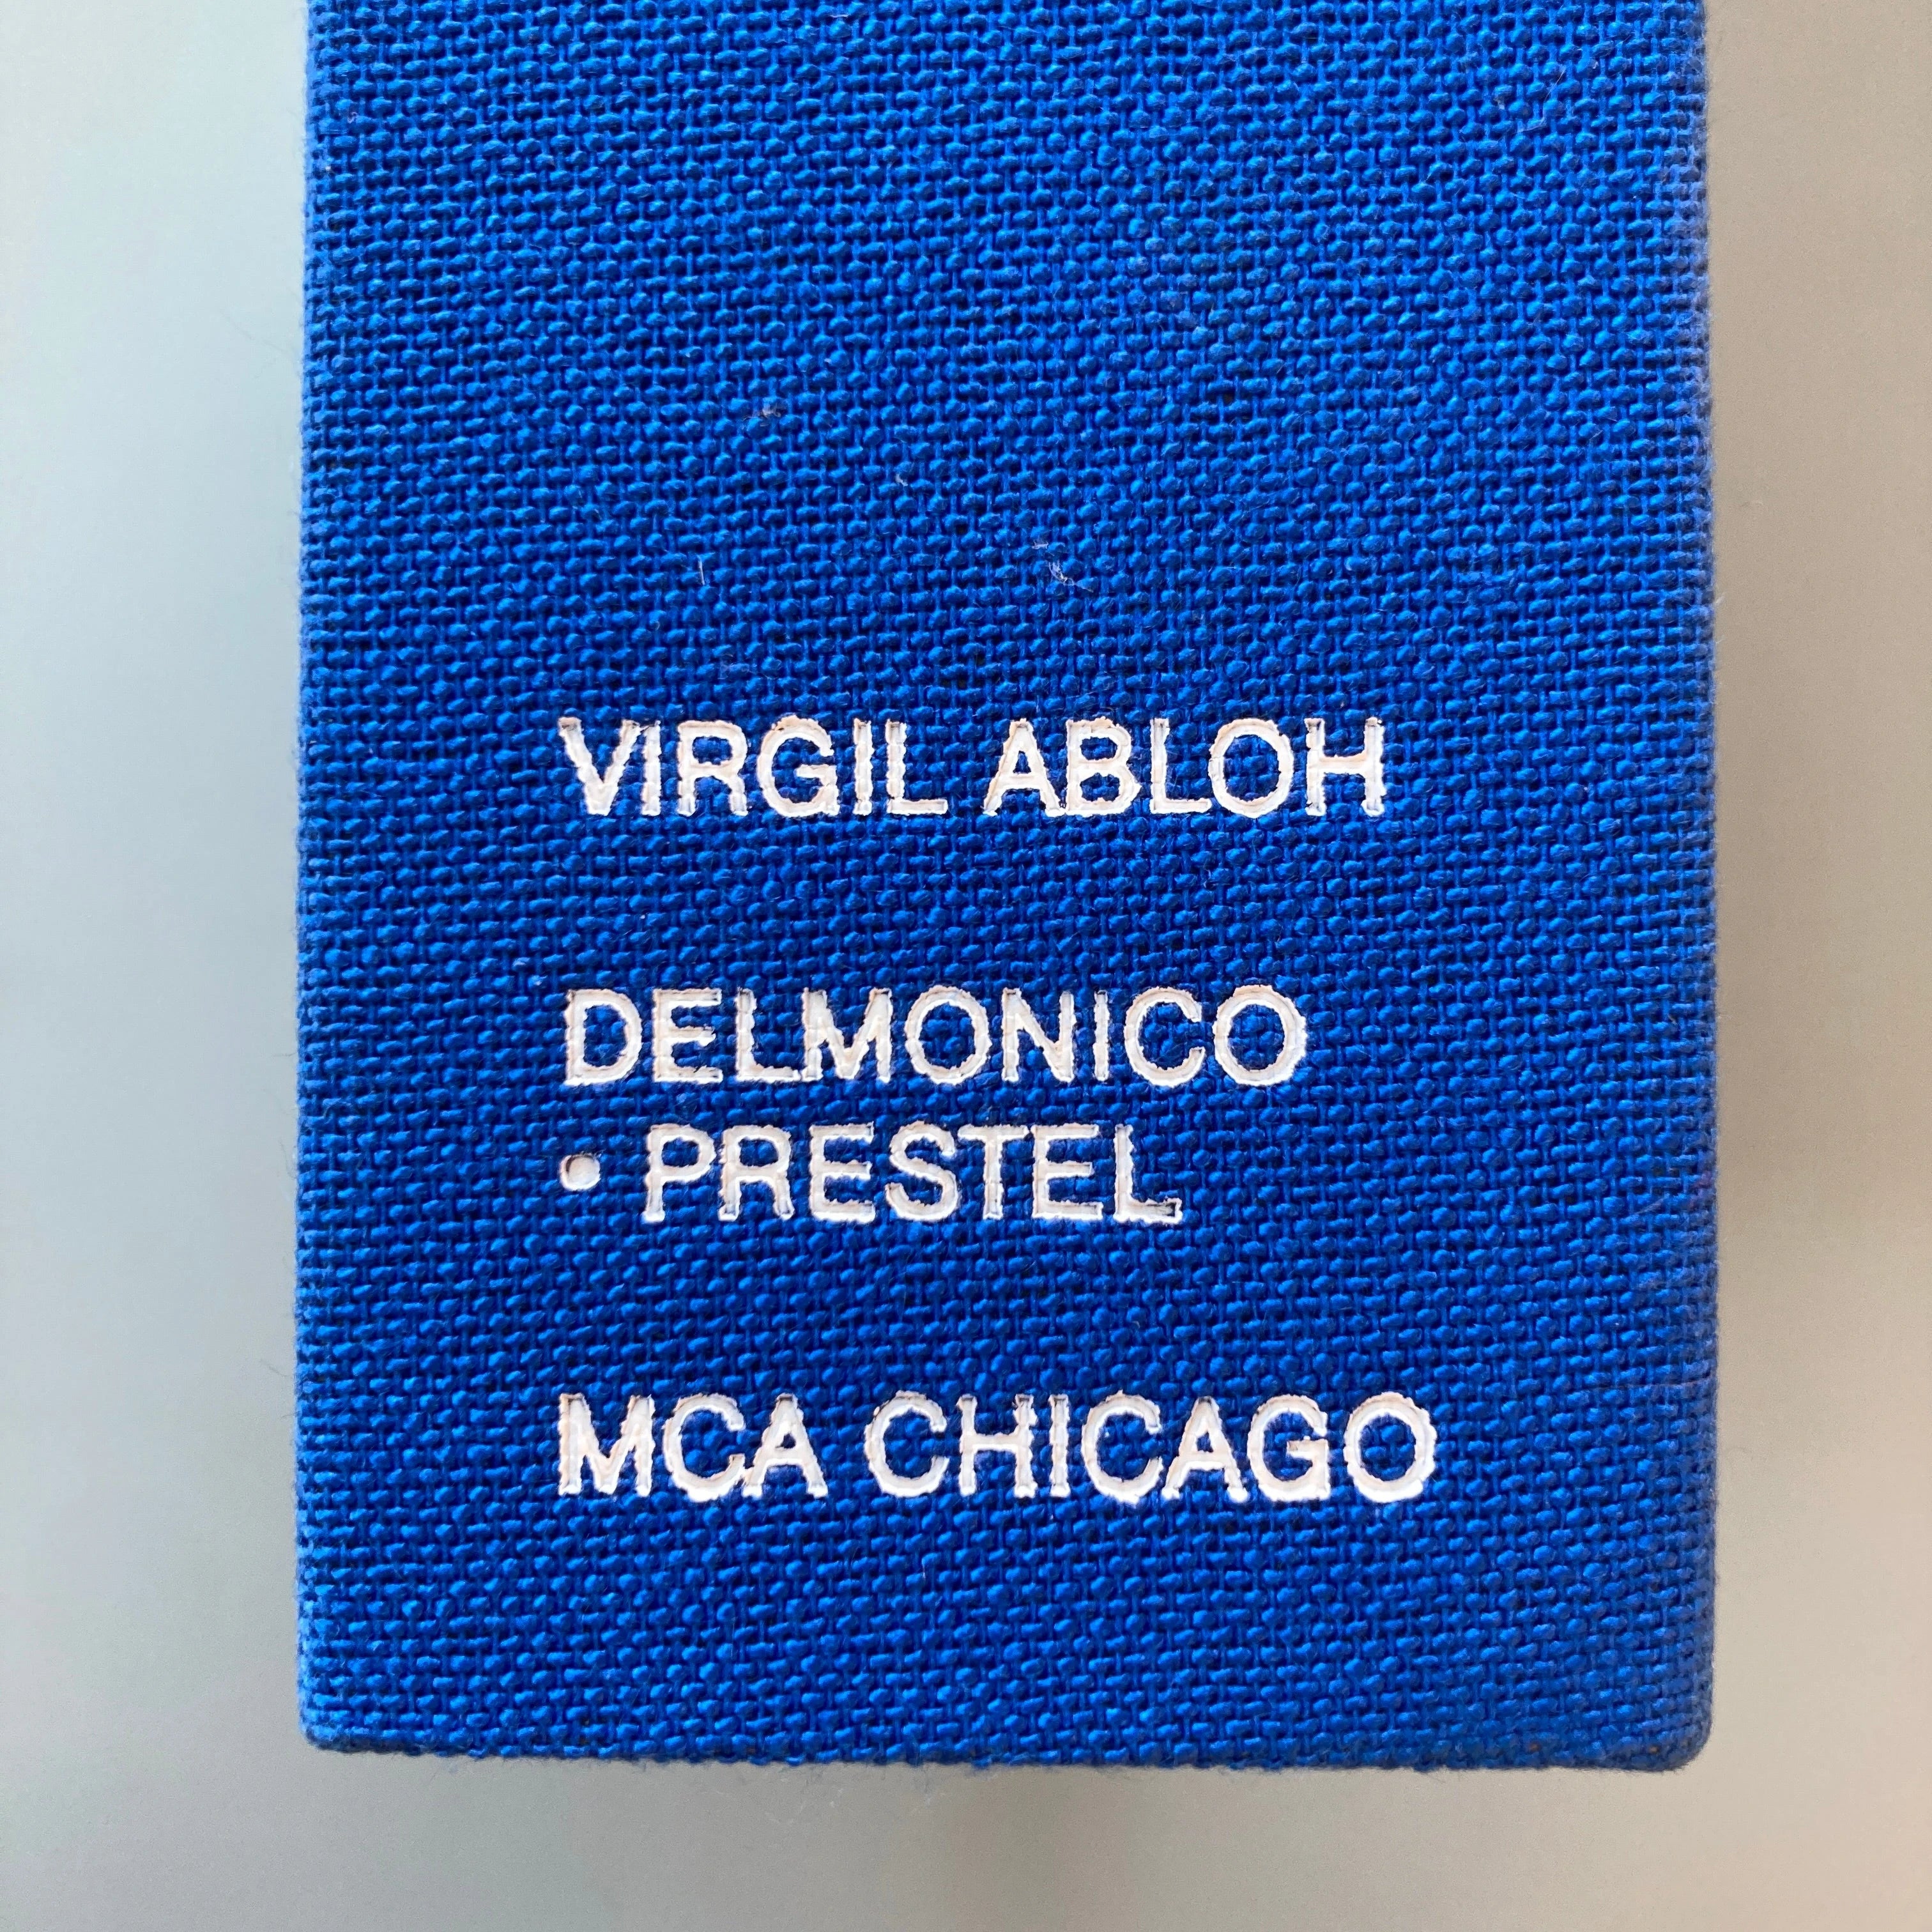 VIRGIL ABLOH
DELMONICO
• PRESTEL
MCA CHICAGO